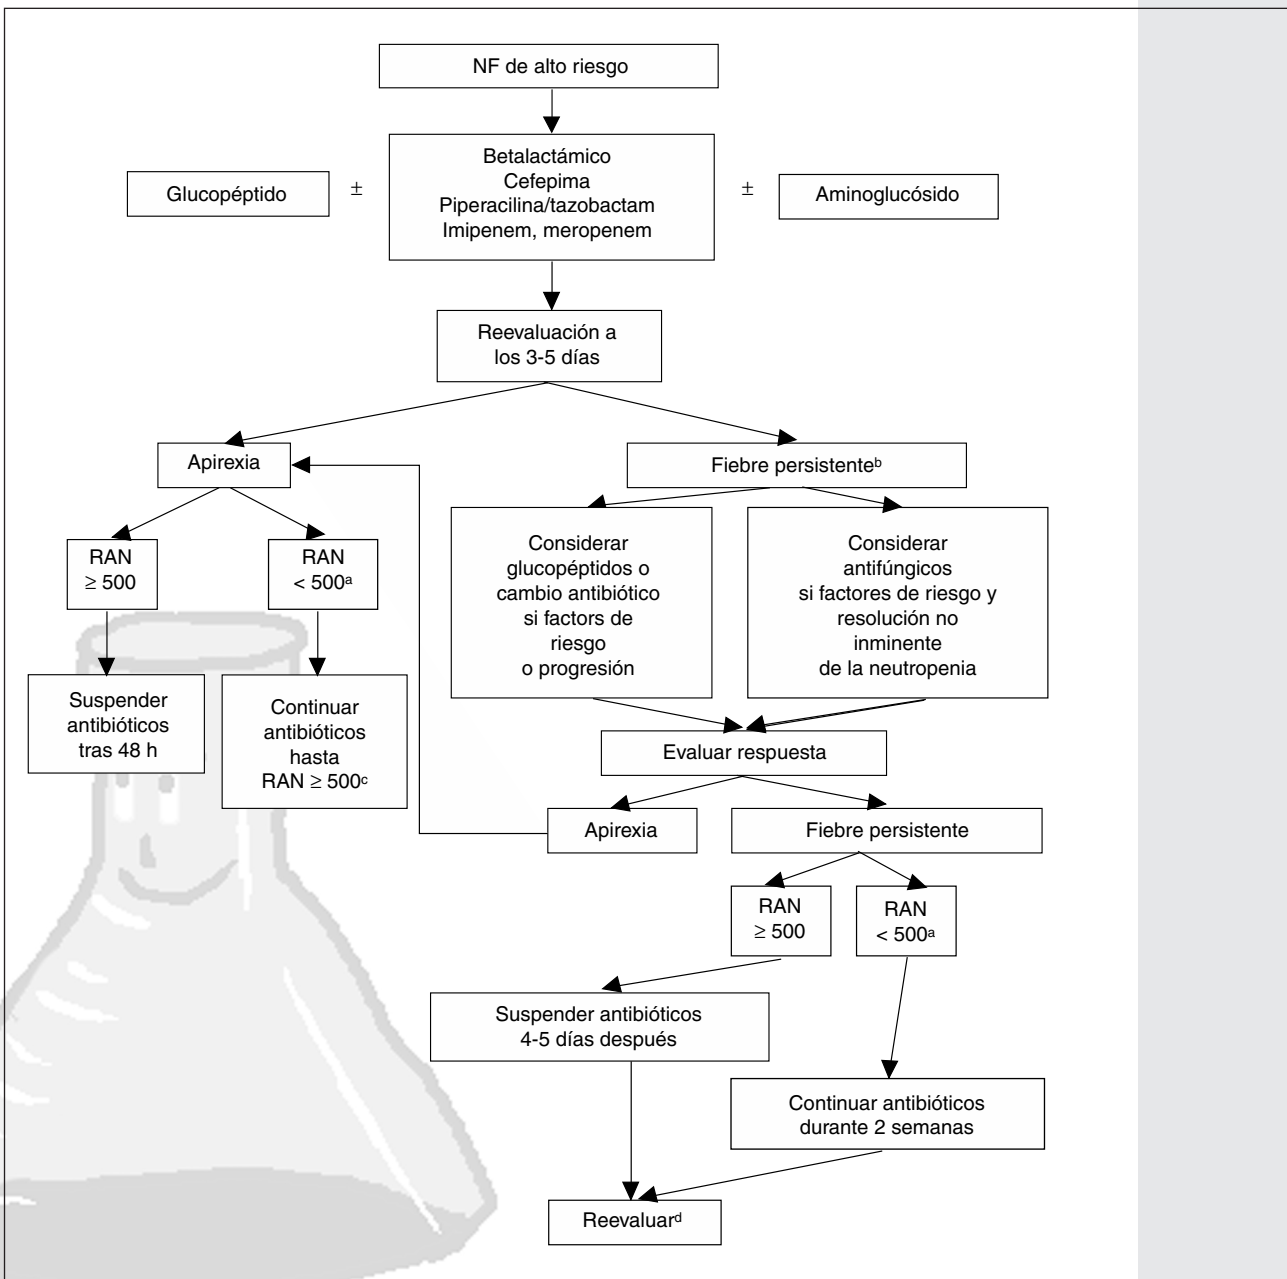 NF de alto riesgo
Glucopéptido
±
Betalactámico
Cefepima
Piperacilina/tazobactam
Imipenem, meropenem
±
Aminoglucósido
Reevaluación a
los 3-5 días
Apirexia
Fiebre persistenteᵇ
RAN
≥ 500
RAN
< 500ᵃ
Suspender
antibióticos
tras 48 h
Continuar
antibióticos
hasta
RAN ≥ 500ᶜ
Considerar
glucopéptidos o
cambio antibiótico
si factors de
riesgo
o progresión
Considerar
antifúngicos
si factores de riesgo y
resolución no
inminente
de la neutropenia
Evaluar respuesta
Apirexia
Fiebre persistente
RAN
≥ 500
RAN
< 500ᵃ
Suspender antibióticos
4-5 días después
Continuar antibióticos
durante 2 semanas
Reevaluarᵈ